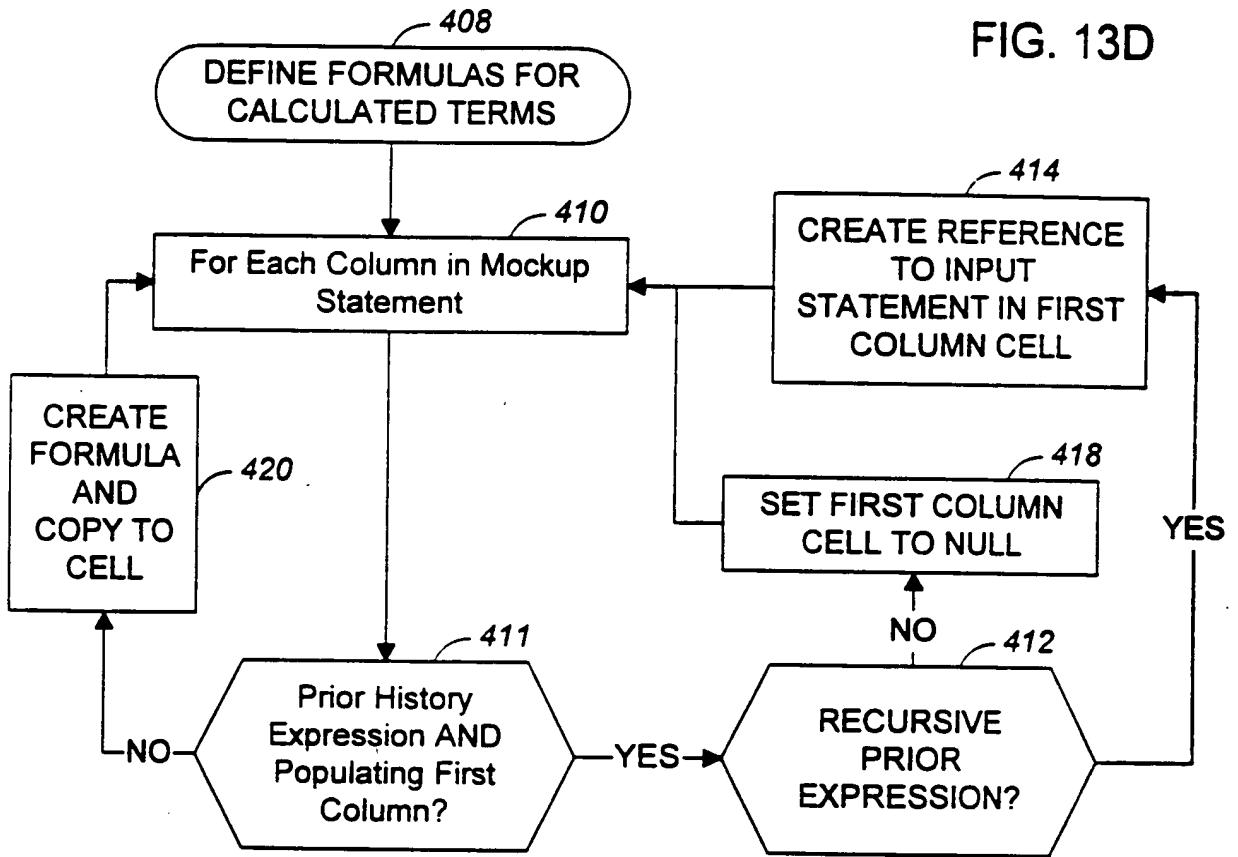 FIG. 13D
408
DEFINE FORMULAS FOR
CALCULATED TERMS
410
For Each Column in Mockup
Statement
414
CREATE REFERENCE
TO INPUT
STATEMENT IN FIRST
COLUMN CELL
CREATE
FORMULA
AND
COPY TO
CELL
420
418
SET FIRST COLUMN
CELL TO NULL
YES
NO
411
Prior History
Expression AND
Populating First
Column?
NO
YES
412
RECURSIVE
PRIOR
EXPRESSION?